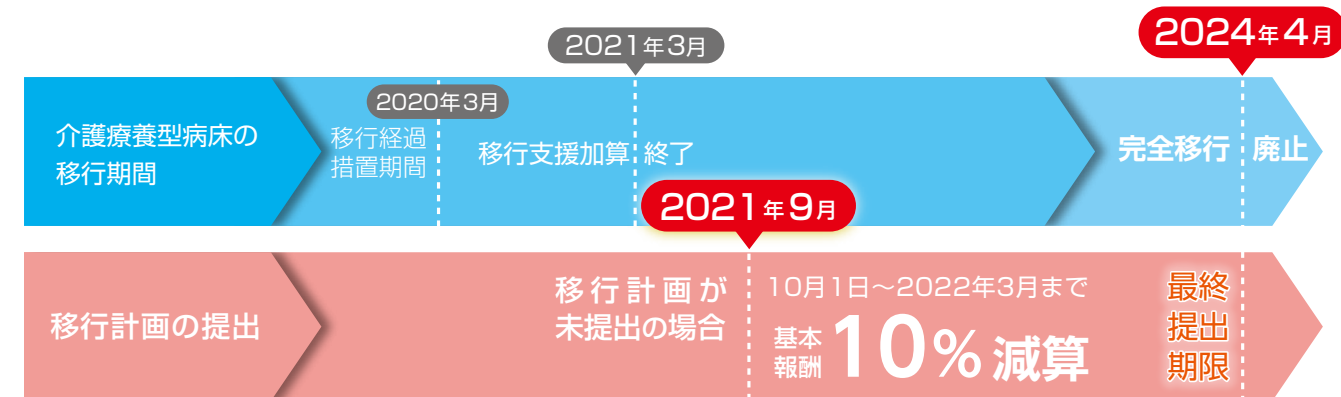 2024年4月
2021年3月
2020年3月
介護療養型病床の
移行期間
移行経過
措置期間
移行支援加算
終了
完全移行
廃止
2021年9月
移行計画の提出
移行計画が
未提出の場合
10月1日～2022年3月まで
基本
報酬
10%減算
最終
提出
期限